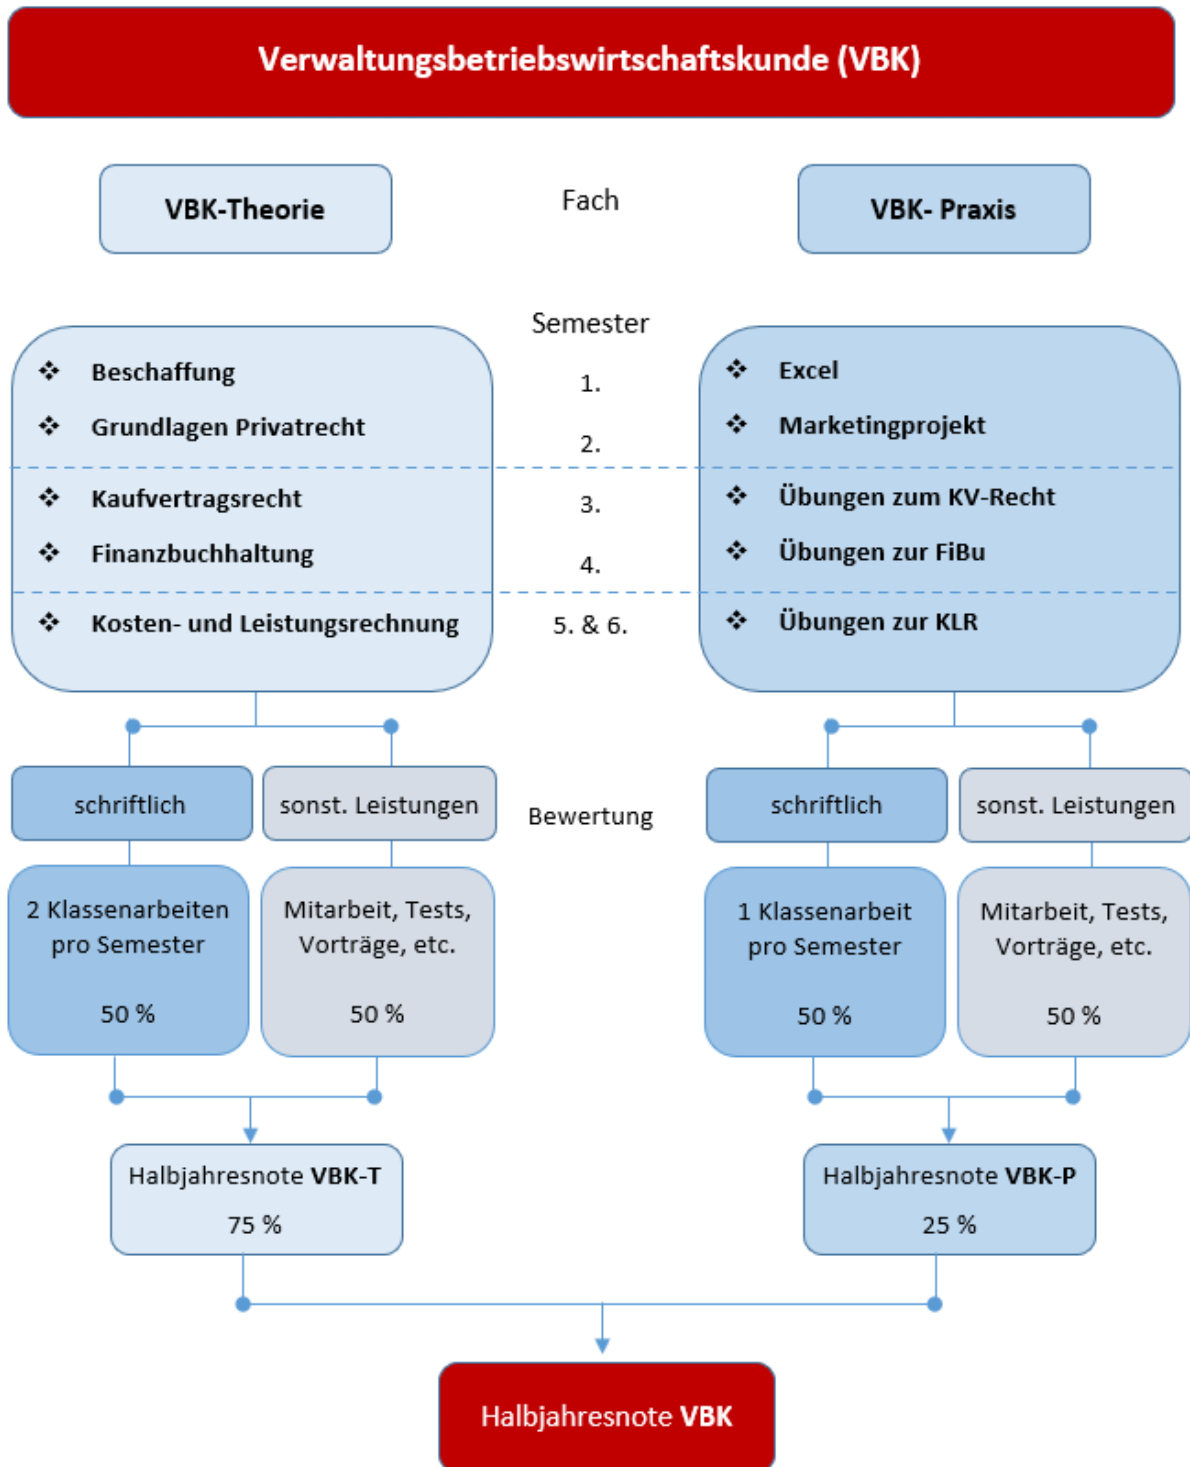 Verwaltungsbetriebswirtschaftskunde (VBK)
VBK-Theorie
Fach
VBK- Praxis
Semester
❖ Beschaffung
1.
❖ Excel
❖ Grundlagen Privatrecht
2.
❖ Marketingprojekt
❖ Kaufvertragsrecht
3.
❖ Übungen zum KV-Recht
❖ Finanzbuchhaltung
4.
❖ Übungen zur FiBu
❖ Kosten- und Leistungsrechnung
5. & 6.
❖ Übungen zur KLR
schriftlich
sonst. Leistungen
Bewertung
schriftlich
sonst. Leistungen
2 Klassenarbeiten
pro Semester
50 %
Mitarbeit, Tests,
Vorträge, etc.
50 %
1 Klassenarbeit
pro Semester
50 %
Mitarbeit, Tests,
Vorträge, etc.
50 %
Halbjahresnote VBK-T
75 %
Halbjahresnote VBK-P
25 %
Halbjahresnote VBK